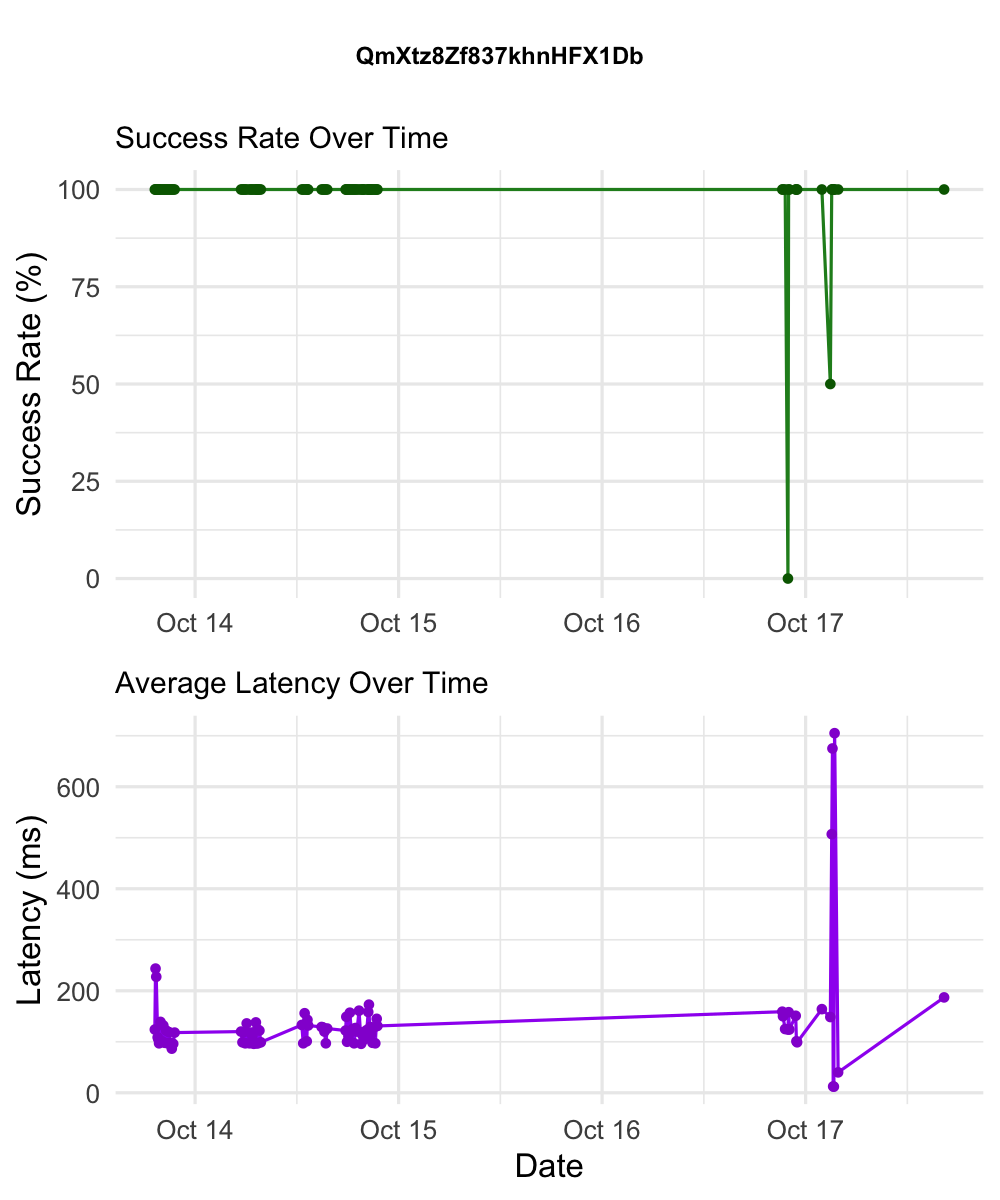 QmXtz8Zf837khnHFX1Db
Success Rate Over Time
Success Rate (%)
100
75
50
25
0
Oct 14 Oct 15 Oct 16 Oct 17
Average Latency Over Time
Latency (ms)
600
400
200
0
Oct 14 Oct 15 Oct 16 Oct 17
Date